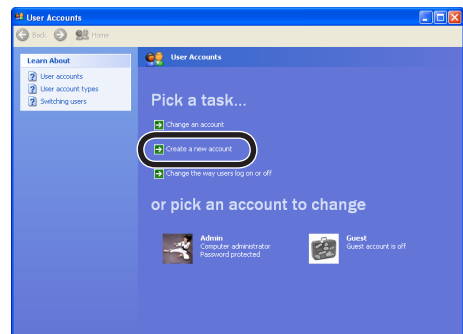 User Accounts
Back Home
Learn About
User accounts
User account types
Switching users
User Accounts
Pick a task...
Change an account
Create a new account
Change the way users log on or off
or pick an account to change
Admin
Computer administrator
Password protected
Guest
Guest account is off